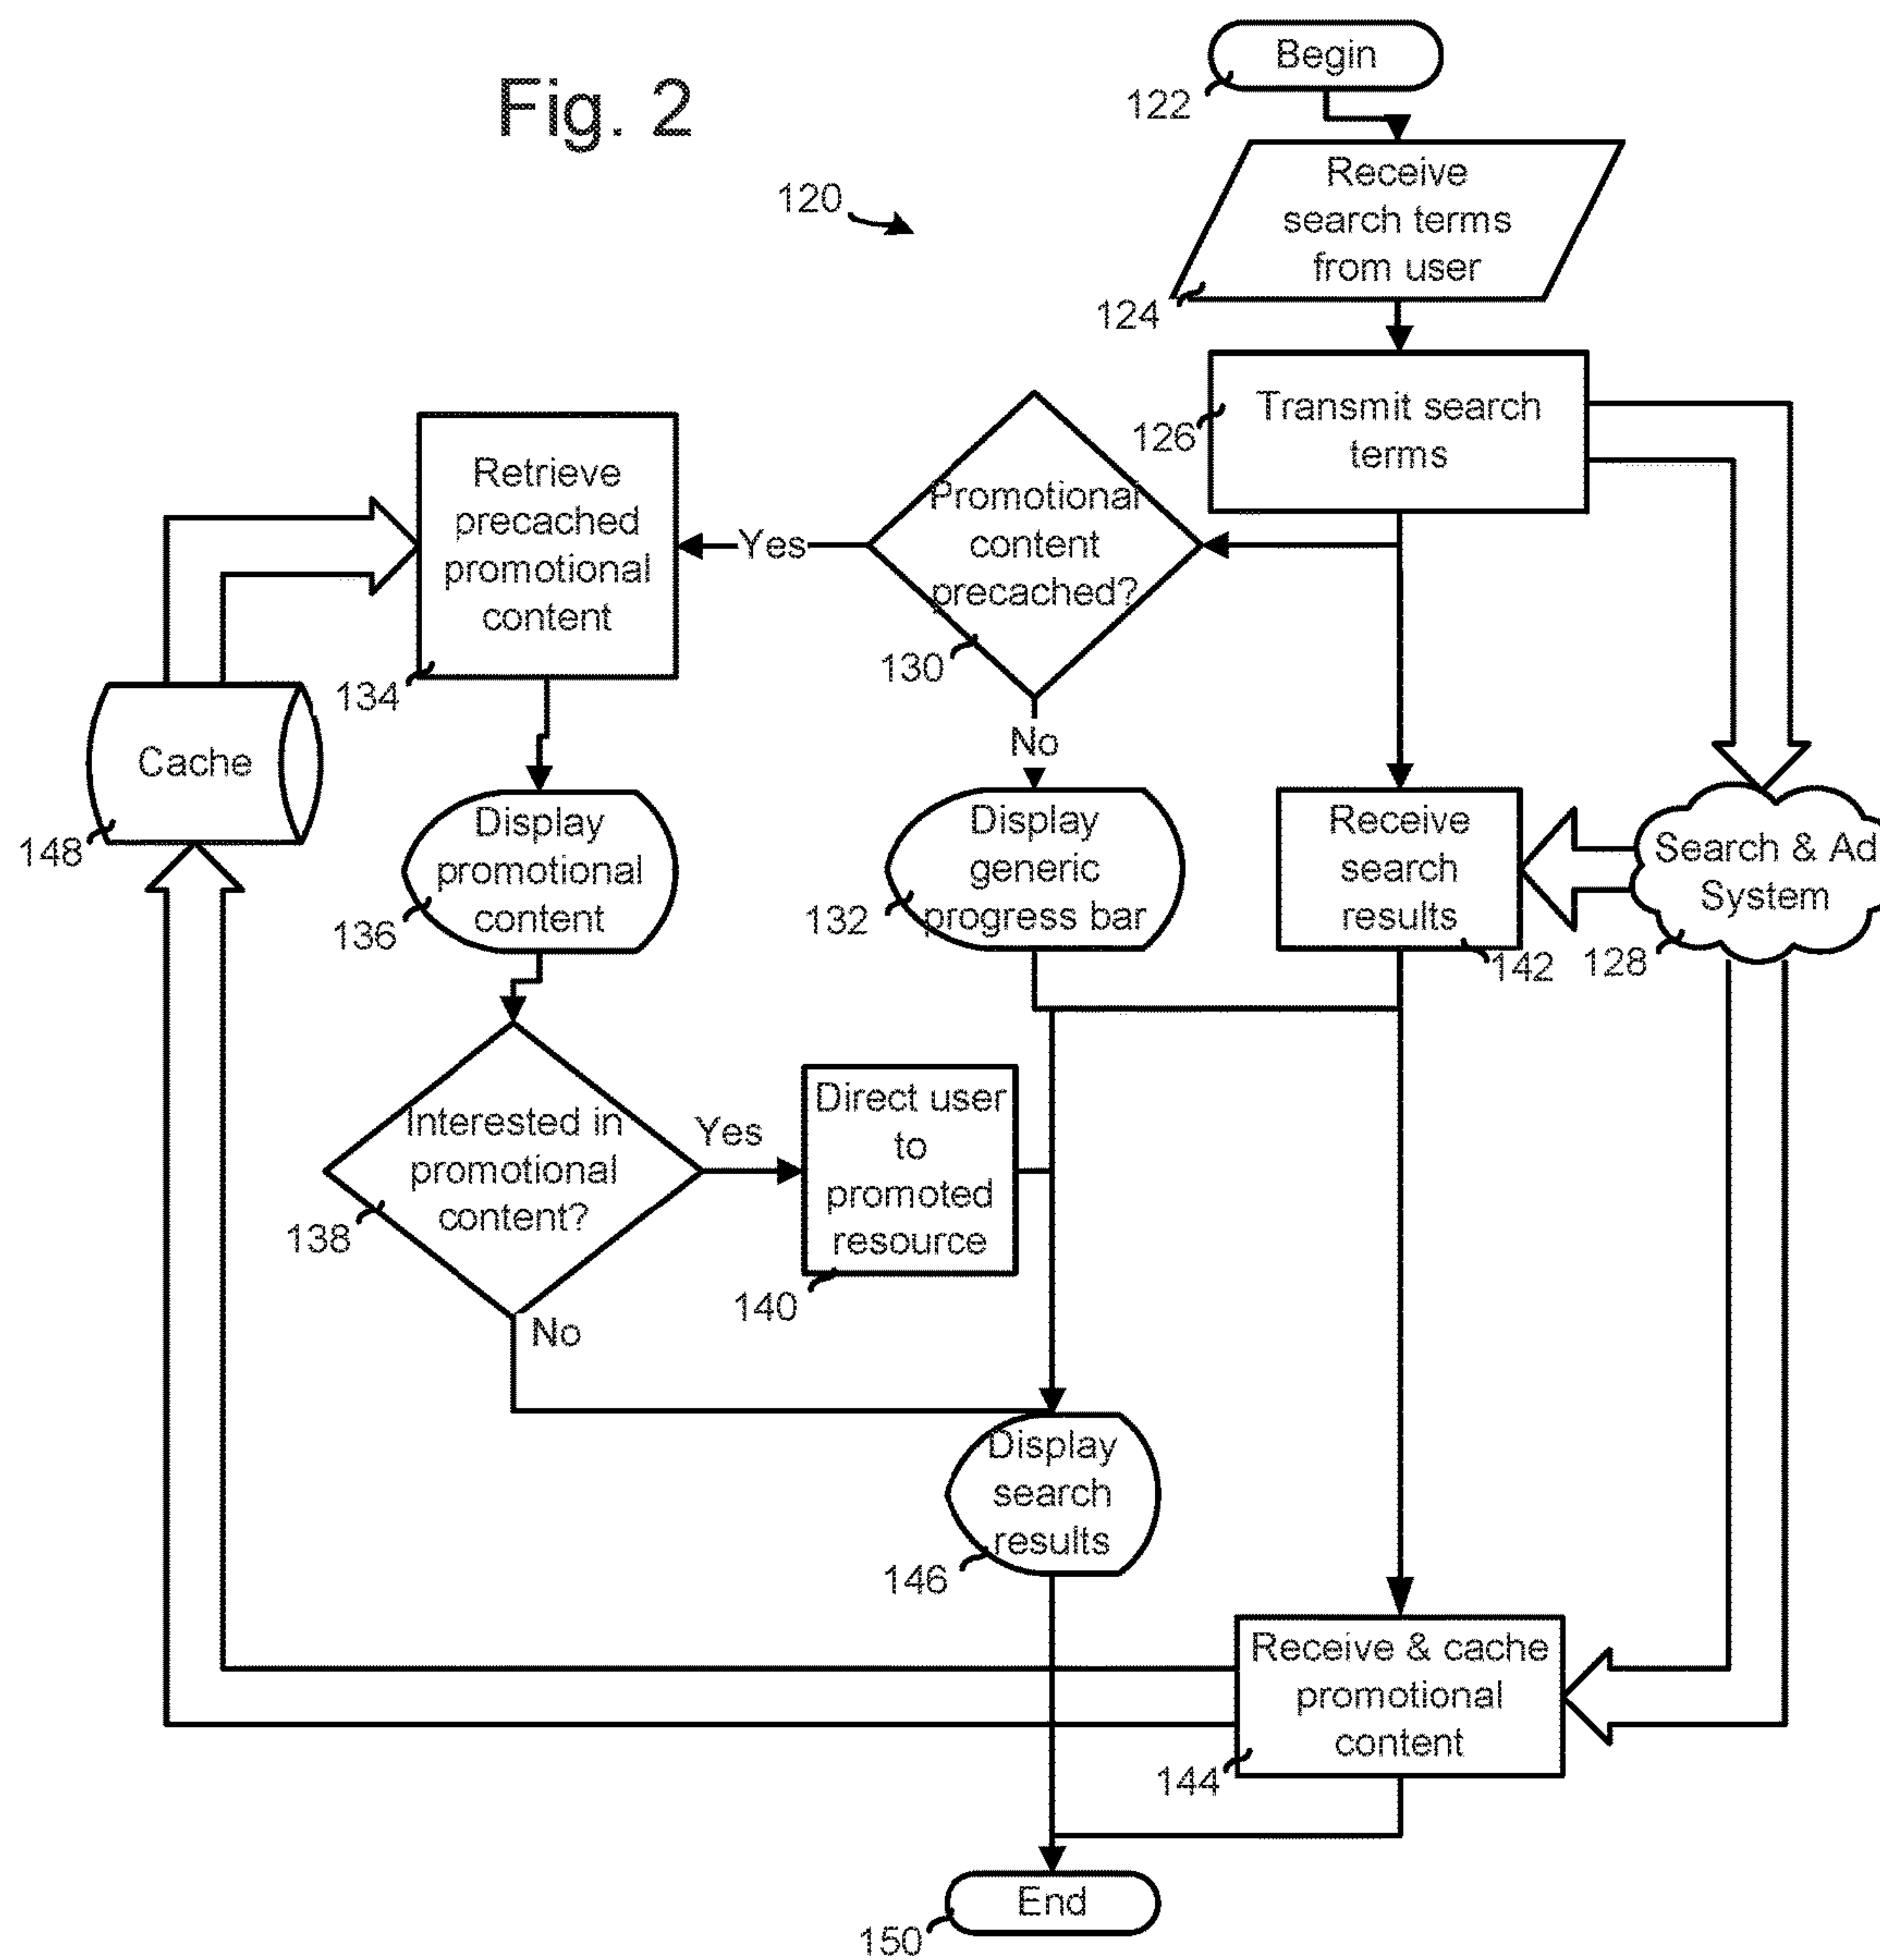 Fig. 2
Begin
122
120
Receive
search terms
from user
124
Transmit search
terms
126
Retrieve
precached
promotional
content
134
Yes
Promotional
content
precached?
130
No
Cache
148
Display
promotional
content
136
Display
generic
progress bar
132
Receive
search
results
142
Search & Ad
System
128
Interested in
promotional
content?
138
Yes
No
Direct user
to
promoted
resource
140
Display
search
results
146
Receive & cache
promotional
content
144
End
150